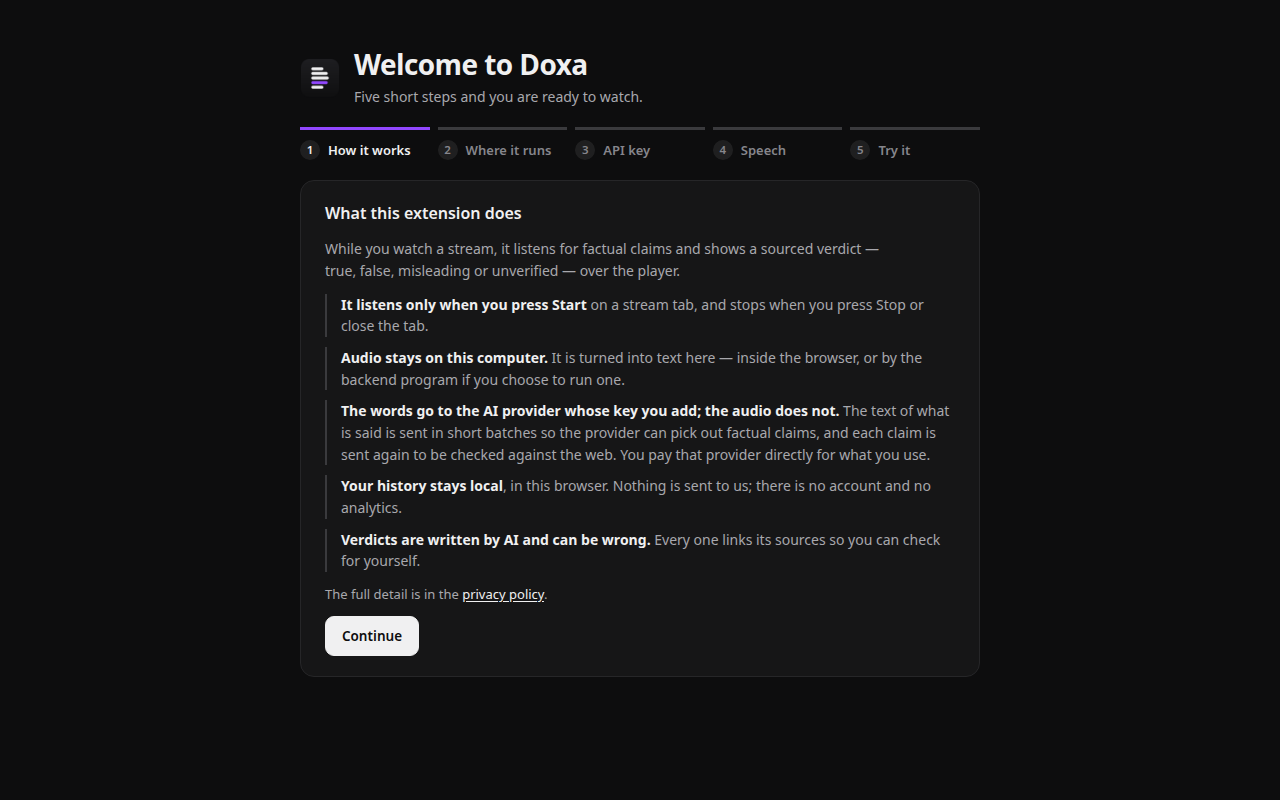 Welcome to Doxa
Five short steps and you are ready to watch.
1 How it works
2 Where it runs
3 API key
4 Speech
5 Try it
What this extension does
While you watch a stream, it listens for factual claims and shows a sourced verdict —
true, false, misleading or unverified — over the player.
It listens only when you press Start on a stream tab, and stops when you press Stop or
close the tab.
Audio stays on this computer. It is turned into text here — inside the browser, or by the
backend program if you choose to run one.
The words go to the AI provider whose key you add; the audio does not. The text of what
is said is sent in short batches so the provider can pick out factual claims, and each claim is
sent again to be checked against the web. You pay that provider directly for what you use.
Your history stays local, in this browser. Nothing is sent to us; there is no account and no
analytics.
Verdicts are written by AI and can be wrong. Every one links its sources so you can check
for yourself.
The full detail is in the privacy policy.
Continue